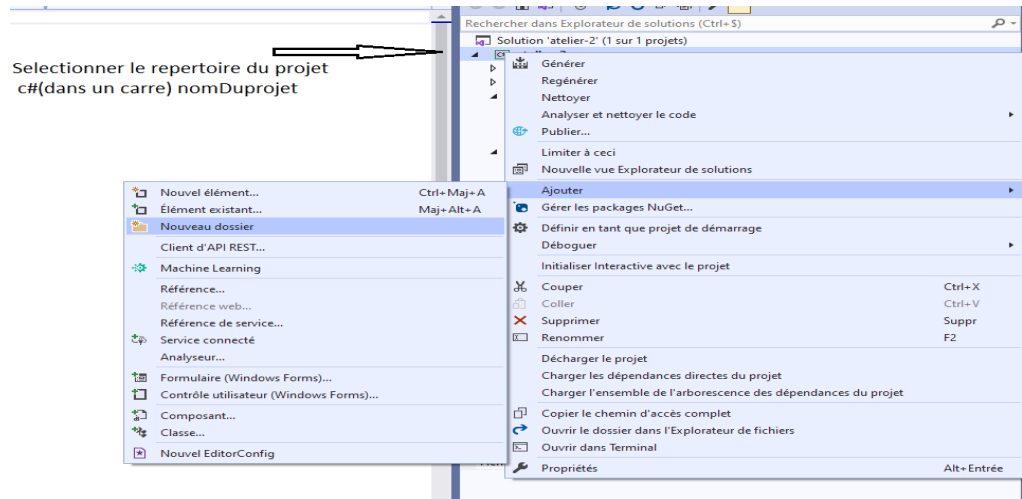 Rechercher dans Explorateur de solutions (Ctrl+$)
Solution 'atelier-2' (1 sur 1 projets)
Selectionner le repertoire du projet
c#(dans un carre) nomDuprojet
Générer
Regénérer
Nettoyer
Analyser et nettoyer le code
Publier...
Limiter à ceci
Nouvelle vue Explorateur de solutions
Ajouter
Gérer les packages NuGet...
Définir en tant que projet de démarrage
Déboguer
Initialiser Interactive avec le projet
Couper Ctrl+X
Coller Ctrl+V
Supprimer Suppr
Renommer F2
Décharger le projet
Charger les dépendances directes du projet
Charger l'ensemble de l'arborescence des dépendances du projet
Copier le chemin d'accès complet
Ouvrir le dossier dans l'Explorateur de fichiers
Ouvrir dans Terminal
Propriétés Alt+Entrée
Nouvel élément... Ctrl+Maj+A
Élément existant... Maj+Alt+A
Nouveau dossier
Client d'API REST...
Machine Learning
Référence...
Référence web...
Référence de service...
Service connecté
Analyseur...
Formulaire (Windows Forms)...
Contrôle utilisateur (Windows Forms)...
Composant...
Classe...
Nouvel EditorConfig